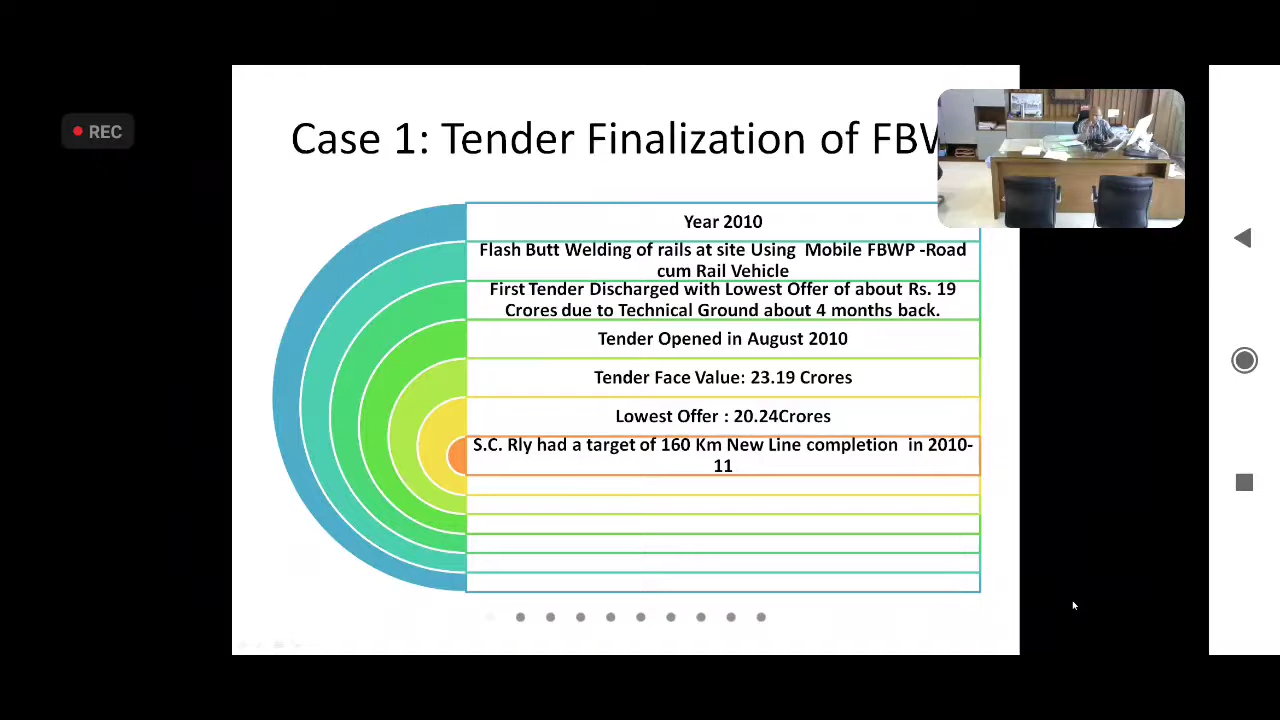 REC
Case 1: Tender Finalization of
Year 2010
Flash Butt Welding of rails at site Using Mobile FBWP -Road
cum Rail Vehicle
First Tender Discharged with Lowest Offer of about Rs. 19
Crores due to Technical Ground about 4 months back.
Tender Opened in August 2010
Tender Face Value: 23.19 Crores
Lowest Offer : 20.24Crores
S.C. Rly had a target of 160 Km New Line completion in 2010-
11